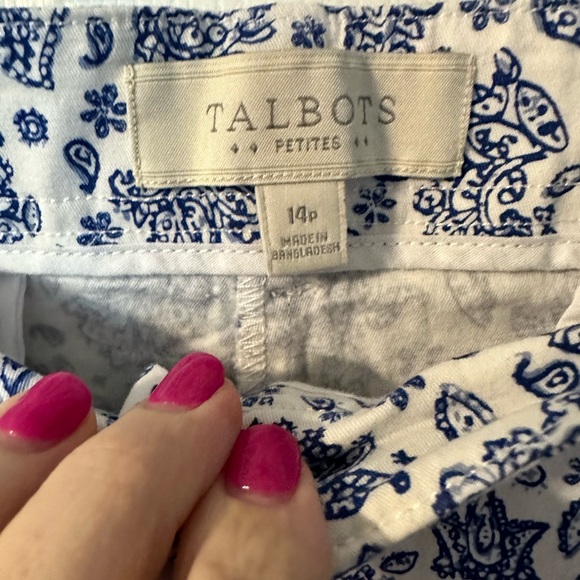 TALBOTS
PETITES
14P
MADE IN
BANGLADESH